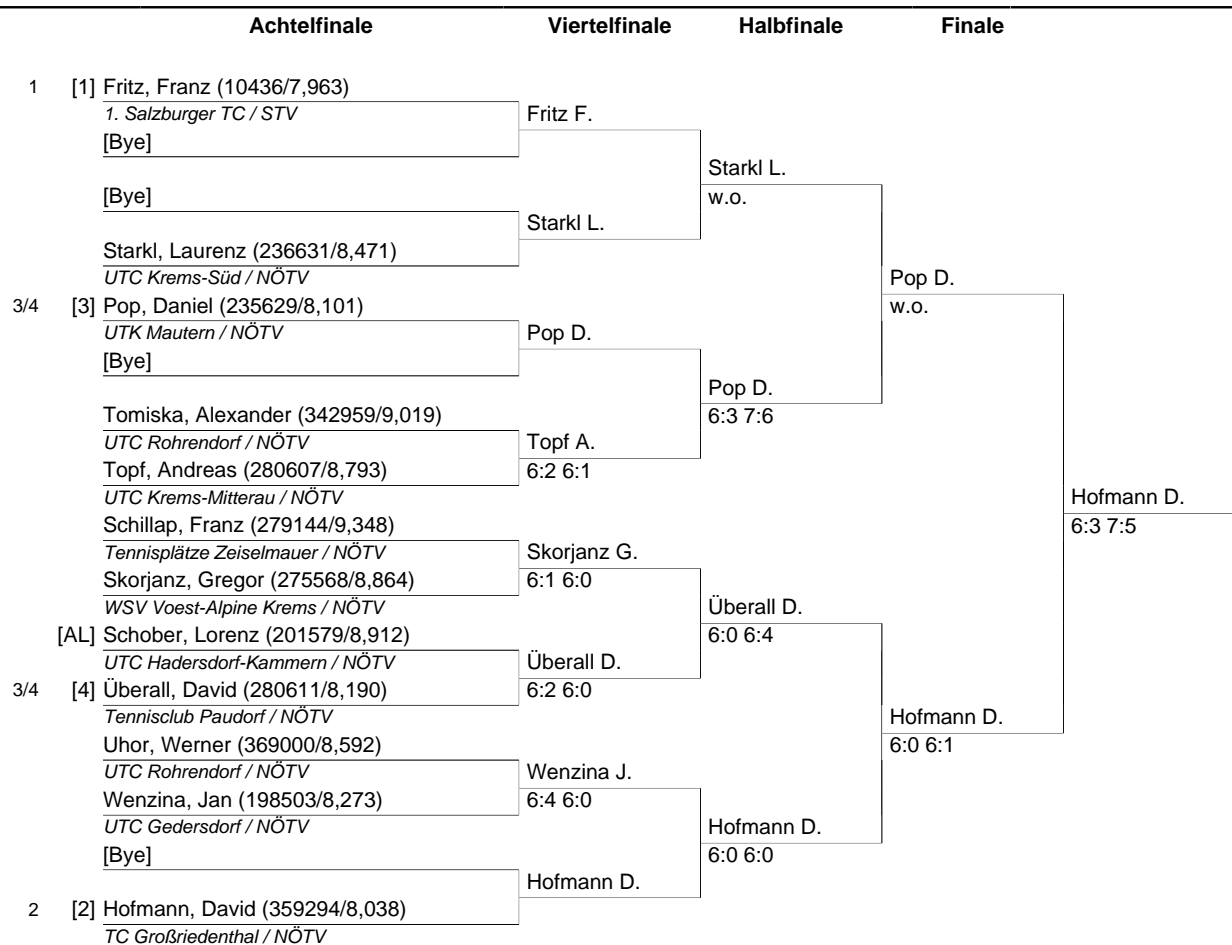 Achtelfinale Viertelfinale Halbfinale Finale
1 [1] Fritz, Franz (10436/7,963)
1. Salzburger TC / STV Fritz F.
[Bye]
Starkl L.
[Bye] w.o.
Starkl L.
Starkl, Laurenz (236631/8,471)
UTC Krems-Süd / NÖTV Pop D.
3/4 [3] Pop, Daniel (235629/8,101) w.o.
UTK Mautern / NÖTV Pop D.
[Bye]
Pop D.
Tomiska, Alexander (342959/9,019) 6:3 7:6
UTC Rohrendorf / NÖTV Topf A.
Topf, Andreas (280607/8,793) 6:2 6:1
UTC Krems-Mitterau / NÖTV Hofmann D.
Schillap, Franz (279144/9,348) 6:3 7:5
Tennisplätze Zeiselmauer / NÖTV Skorjanz G.
Skorjanz, Gregor (275568/8,864) 6:1 6:0
WSV Voest-Alpine Krems / NÖTV Überall D.
[AL] Schober, Lorenz (201579/8,912) 6:0 6:4
UTC Hadersdorf-Kammern / NÖTV Überall D.
3/4 [4] Überall, David (280611/8,190) 6:2 6:0
Tennisclub Paudorf / NÖTV Hofmann D.
Uhor, Werner (369000/8,592) 6:0 6:1
UTC Rohrendorf / NÖTV Wenzina J.
Wenzina, Jan (198503/8,273) 6:4 6:0
UTC Gedersdorf / NÖTV Hofmann D.
[Bye] 6:0 6:0
Hofmann D.
2 [2] Hofmann, David (359294/8,038)
TC Großriedenthal / NÖTV